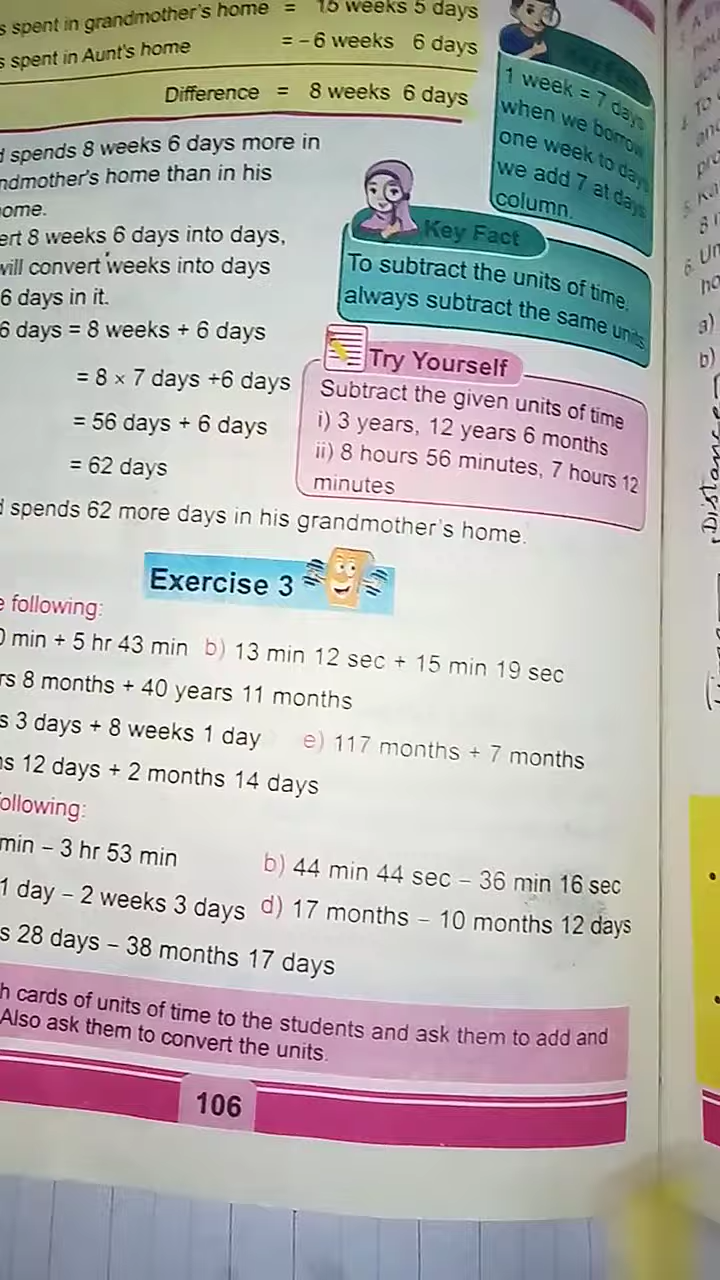 spent in grandmother's home = 15 weeks 5 days
spent in Aunt's home = – 6 weeks 6 days
Difference = 8 weeks 6 days
1 week = 7 days
when we borrow
one week to days
we add 7 at days
column.
spends 8 weeks 6 days more in
ndmother's home than in his
ome.
ert 8 weeks 6 days into days,
will convert weeks into days
6 days in it.
6 days = 8 weeks + 6 days
= 8 × 7 days +6 days
= 56 days + 6 days
= 62 days
Key Fact
To subtract the units of time,
always subtract the same units
Try Yourself
Subtract the given units of time
i) 3 years, 12 years 6 months
ii) 8 hours 56 minutes, 7 hours 12
minutes
spends 62 more days in his grandmother's home.
Exercise 3
following:
0 min + 5 hr 43 min b) 13 min 12 sec + 15 min 19 sec
rs 8 months + 40 years 11 months
s 3 days + 8 weeks 1 day e) 117 months + 7 months
s 12 days + 2 months 14 days
ollowing:
min – 3 hr 53 min b) 44 min 44 sec – 36 min 16 sec
1 day – 2 weeks 3 days d) 17 months – 10 months 12 days
s 28 days – 38 months 17 days
h cards of units of time to the students and ask them to add and
Also ask them to convert the units.
106
4. To
6. Un
ho
a)
b)
Distance